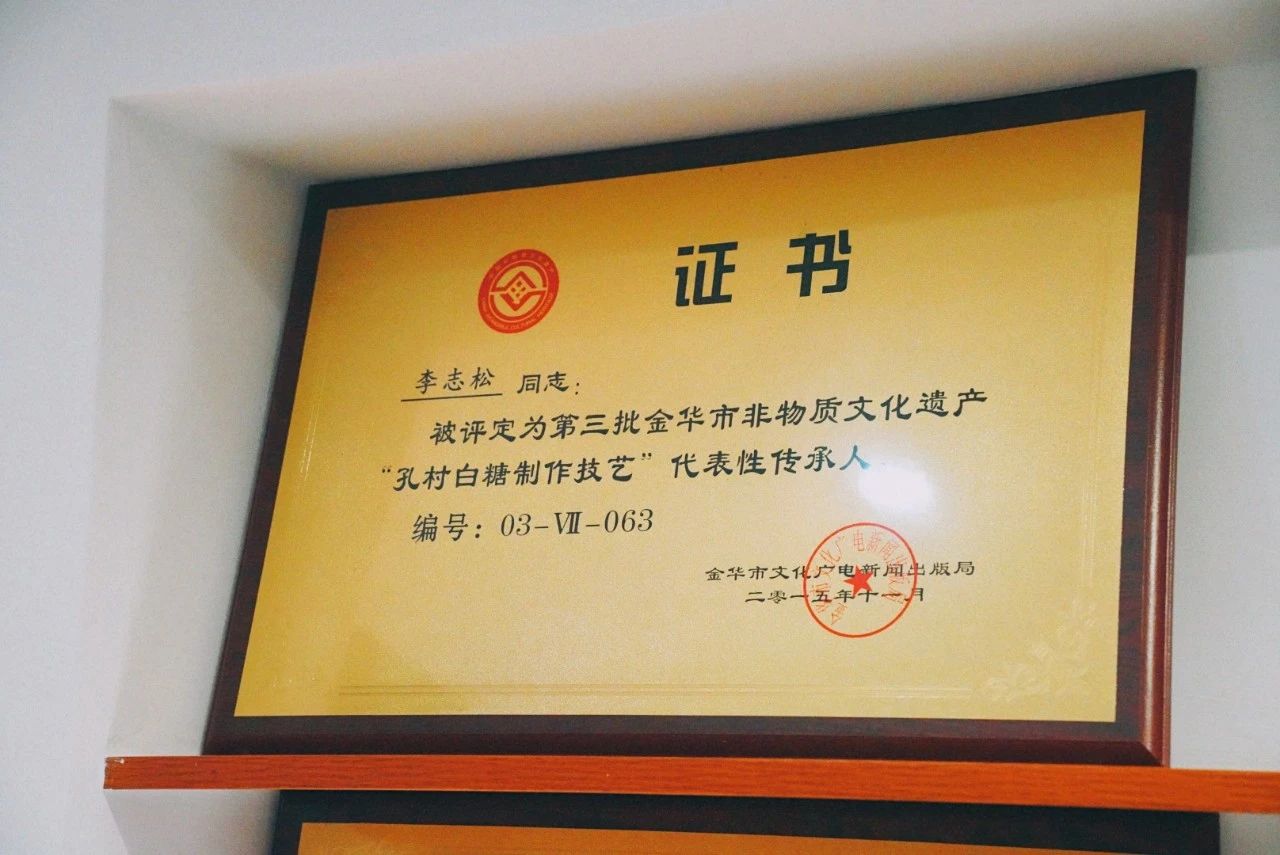 证书
李志松 同志：
被评定为第三批金华市非物质文化遗产
“孔村白糖制作技艺”代表性传承人
编号：03-Ⅶ-063
金华市文化广电新闻出版局
二零一五年十一月